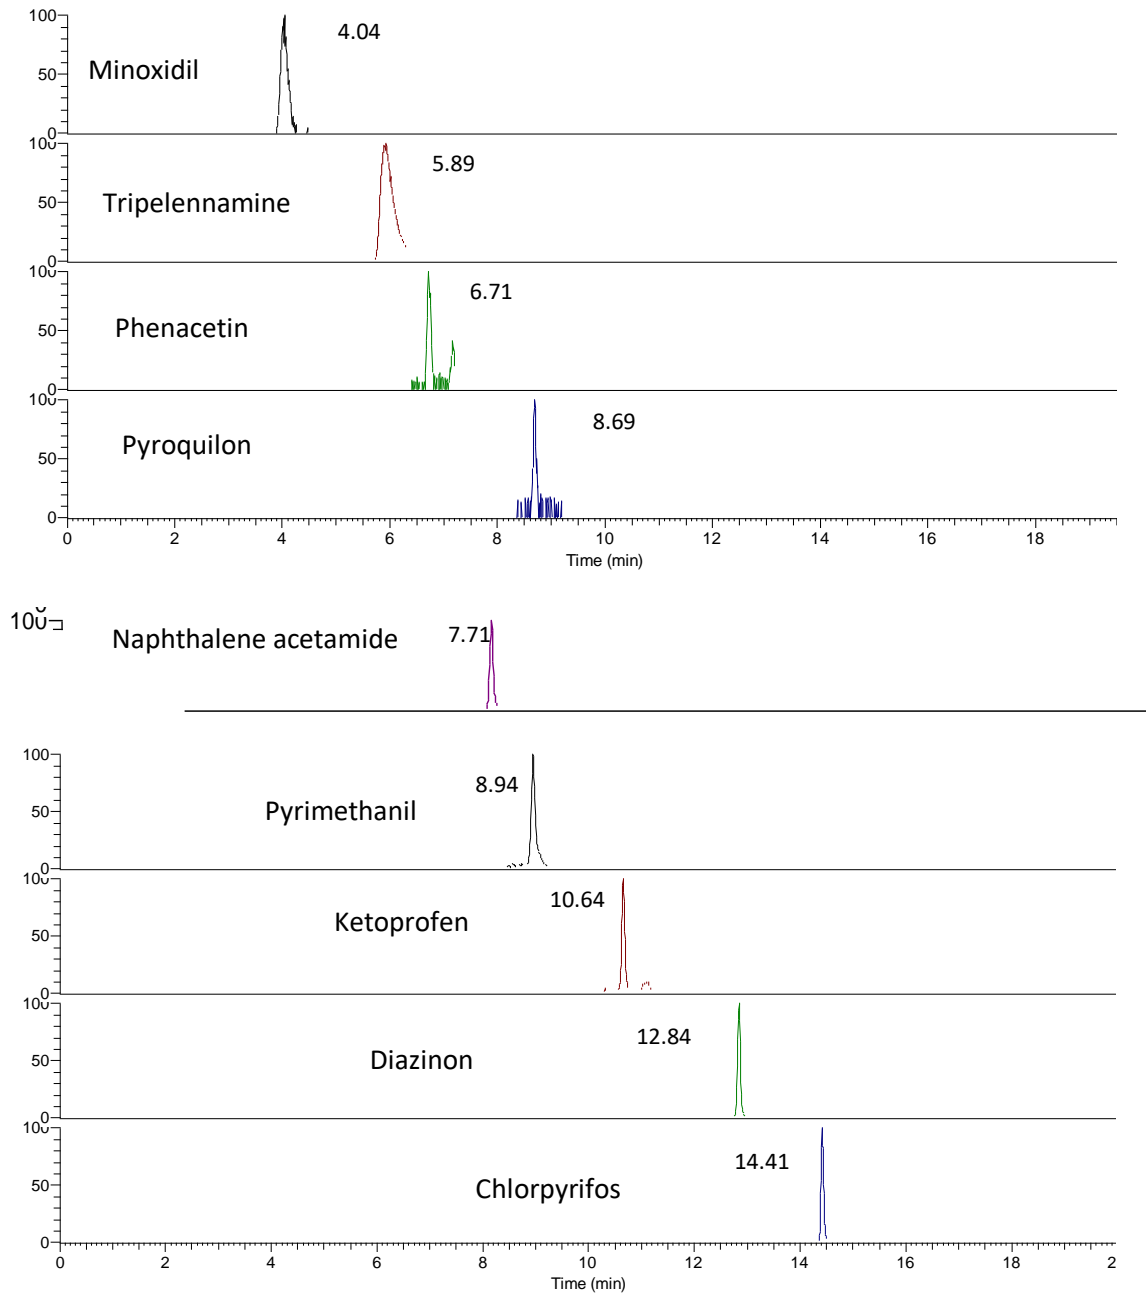 100
4.04
Minoxidil
50
0
100
5.89
Tripelennamine
50
0
100
6.71
Phenacetin
50
0
100
8.69
Pyroquilon
50
0
0 2 4 6 8 10 12 14 16 18
Time (min)
100
Naphthalene acetamide 7.71
100
8.94
Pyrimethanil
50
0
100
10.64
Ketoprofen
50
0
100
12.84
Diazinon
50
0
100
14.41
Chlorpyrifos
50
0
0 2 4 6 8 10 12 14 16 18 2
Time (min)